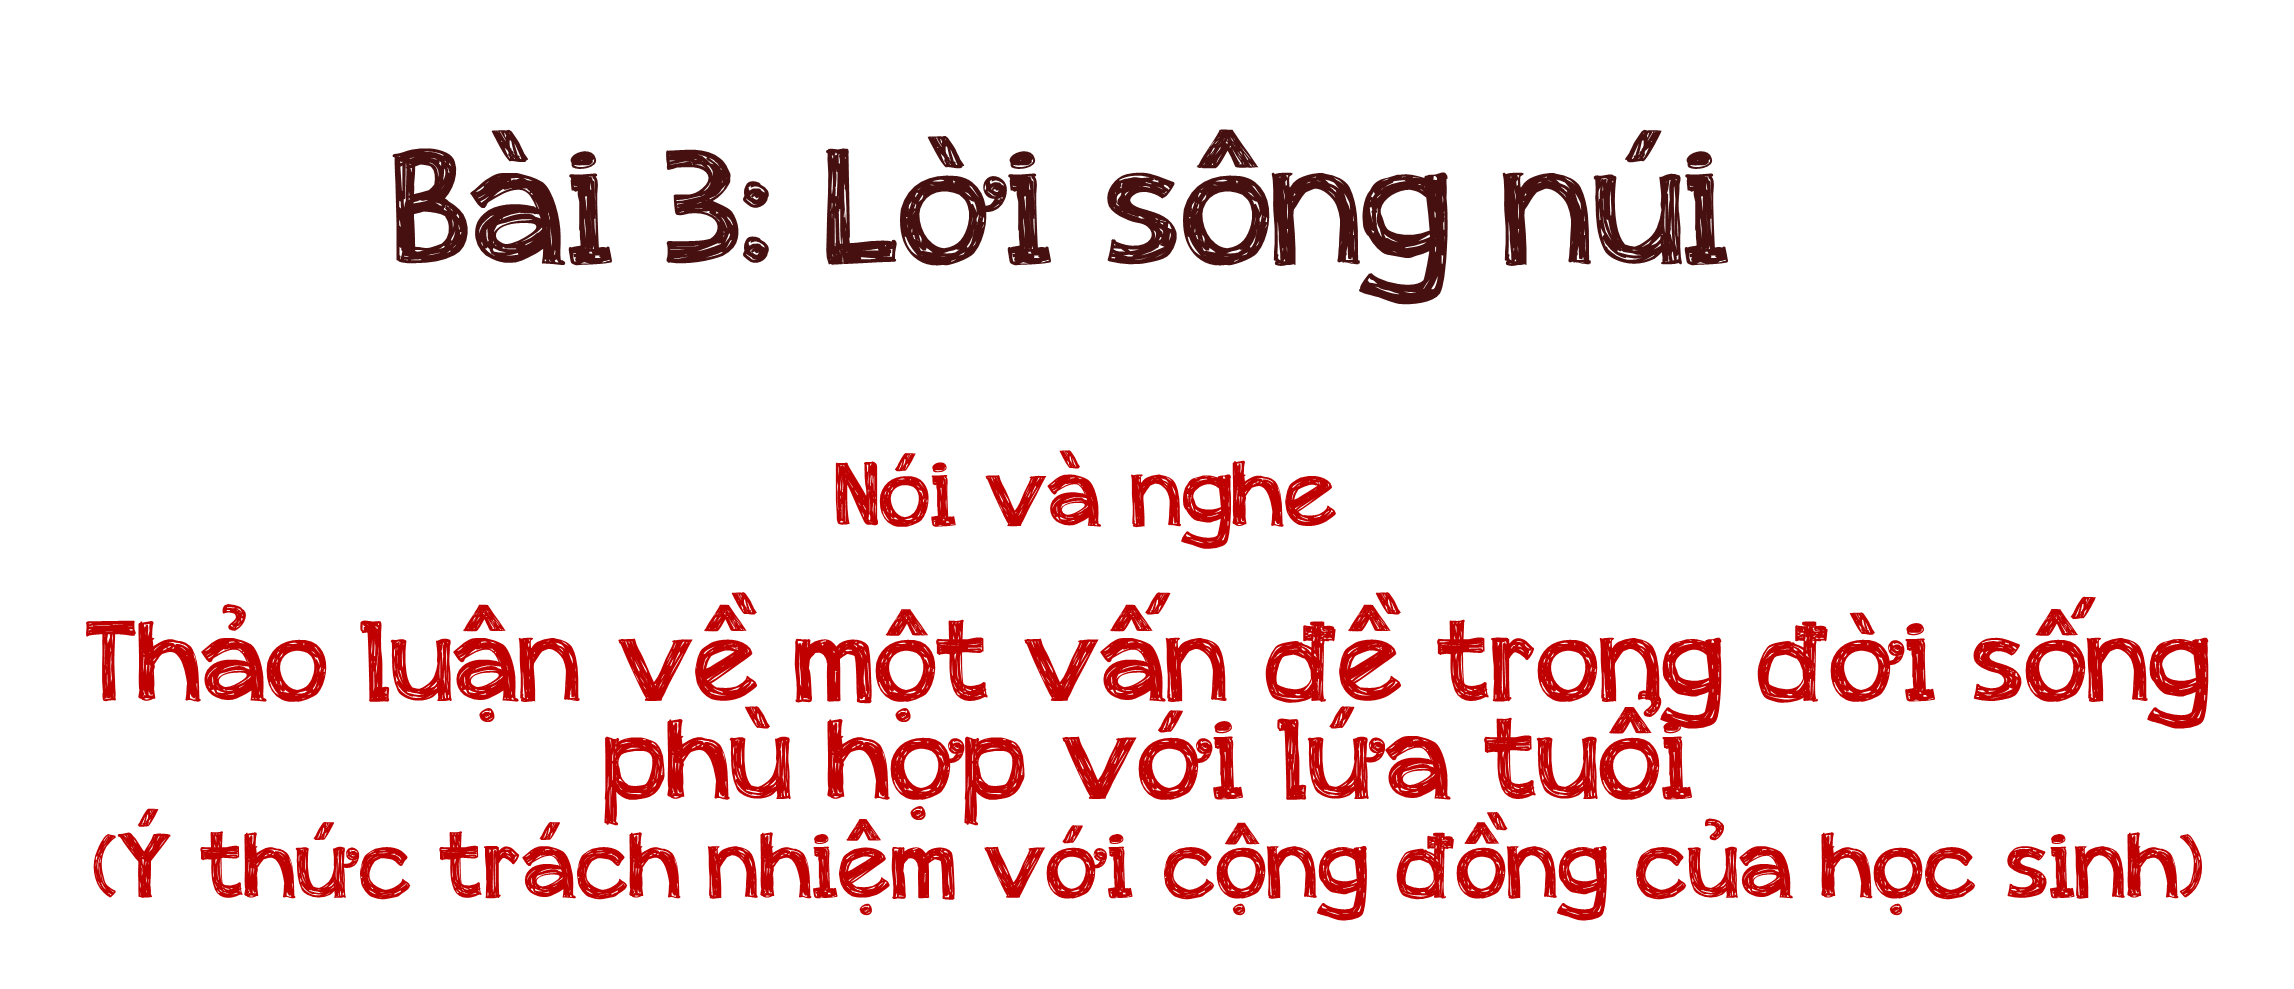 Bài 3: Lời sông núi
Nói và nghe
Thảo luận về một vấn đề trong đời sống
phù hợp với lứa tuổi
(Ý thức trách nhiệm với cộng đồng của học sinh)